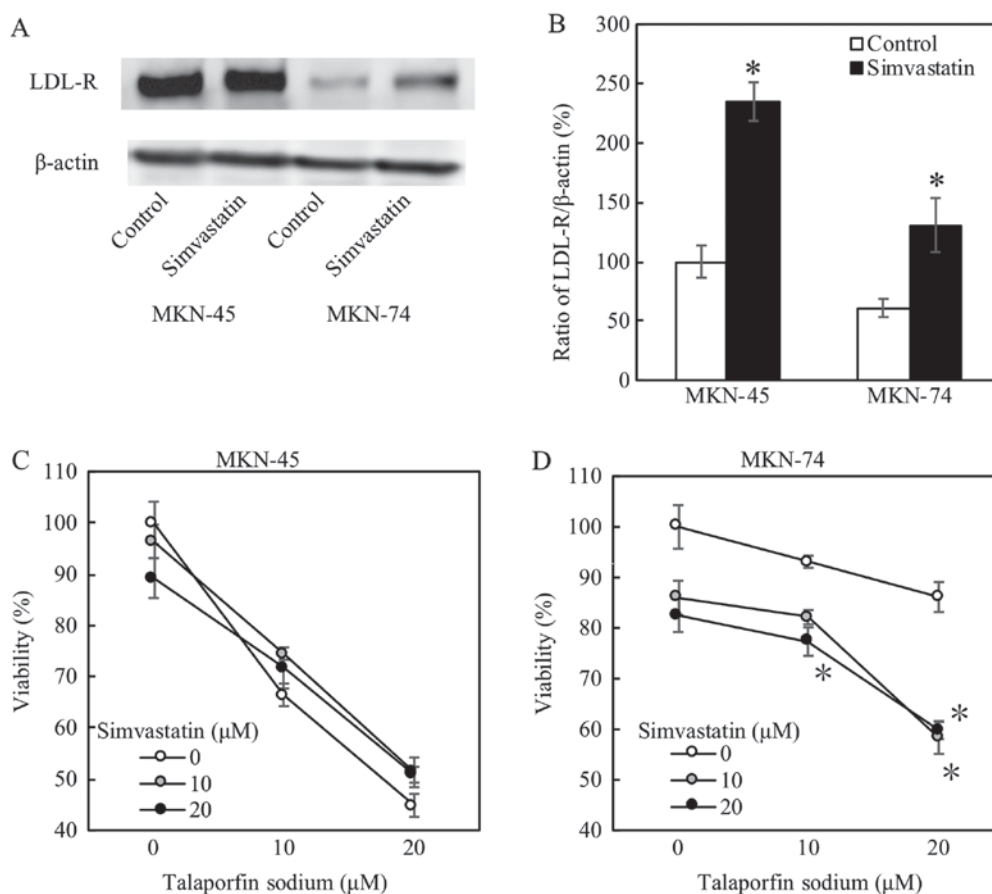 A
LDL-R
β-actin
Control
Simvastatin
Control
Simvastatin
MKN-45
MKN-74
B
Ratio of LDL-R/β-actin (%)
300
250
200
150
100
50
0
Control
Simvastatin
*
*
MKN-45
MKN-74
C
MKN-45
Viability (%)
110
100
90
80
70
60
50
40
Simvastatin (μM)
0
10
20
0
10
20
Talaporfin sodium (μM)
D
MKN-74
Viability (%)
110
100
90
80
70
60
50
40
*
*
*
Simvastatin (μM)
0
10
20
0
10
20
Talaporfin sodium (μM)